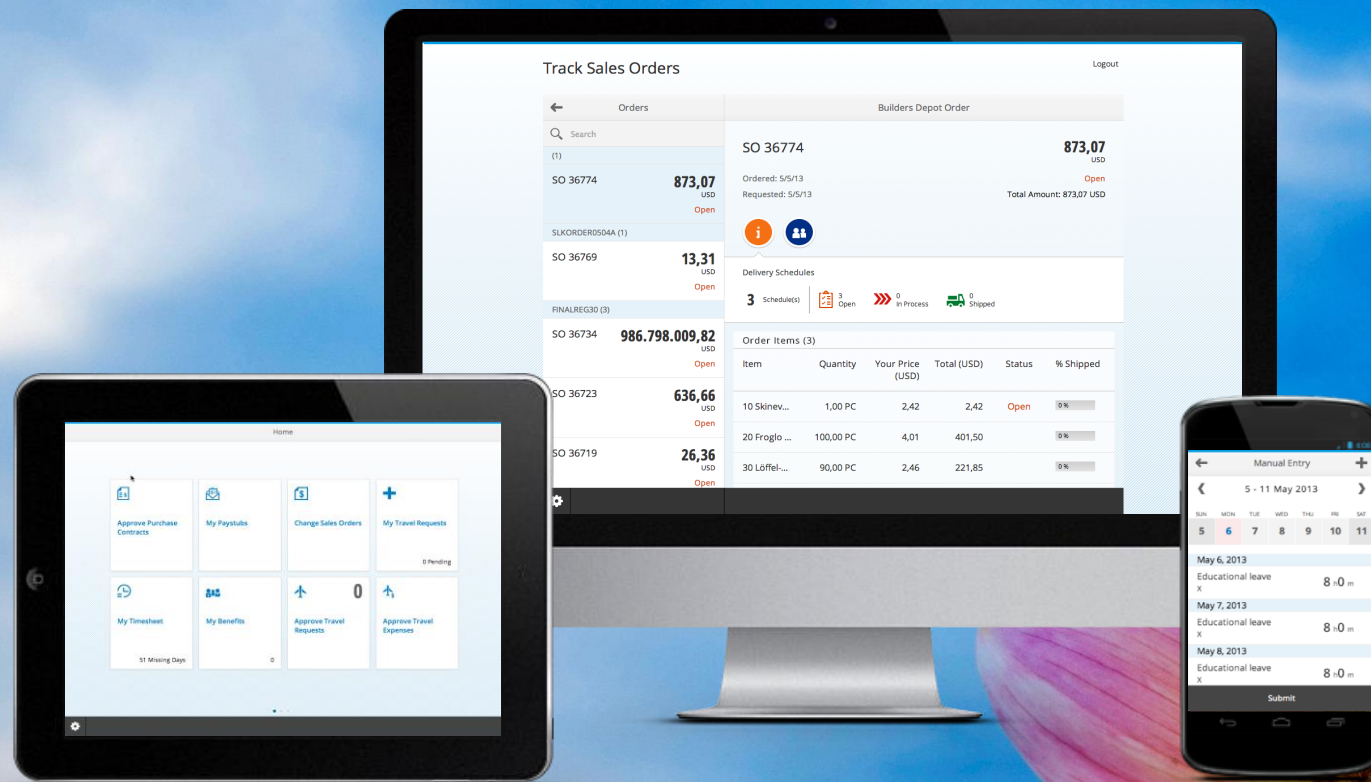 Track Sales Orders
Logout
Orders
Builders Depot Order
Search
(1)
SO 36774
873,07
USD
Open
SLKORDER0504A (1)
SO 36769
13,31
USD
Open
FINALREG30 (3)
SO 36734
986.798.009,82
USD
Open
SO 36723
636,66
USD
Open
SO 36719
26,36
USD
Open
SO 36774
873,07
USD
Ordered: 5/5/13
Open
Requested: 5/5/13
Total Amount: 873,07 USD
Delivery Schedules
3 Schedule(s)
3
Open
0
In Process
0
Shipped
Order Items (3)
Item Quantity Your Price (USD) Total (USD) Status % Shipped
10 Skinev... 1,00 PC 2,42 2,42 Open 0 %
20 Froglo ... 100,00 PC 4,01 401,50 0 %
30 Löffel-... 90,00 PC 2,46 221,85 0 %
Home
Approve Purchase
Contracts
My Paystubs
Change Sales Orders
My Travel Requests
0 Pending
My Timesheet
51 Missing Days
My Benefits
0
0
Approve Travel
Requests
Approve Travel
Expenses
Manual Entry
5 - 11 May 2013
SUN MON TUE WED THU FRI SAT
5 6 7 8 9 10 11
May 6, 2013
Educational leave
X
8 h0 m
May 7, 2013
Educational leave
X
8 h0 m
May 8, 2013
Educational leave
X
8 h0 m
Submit